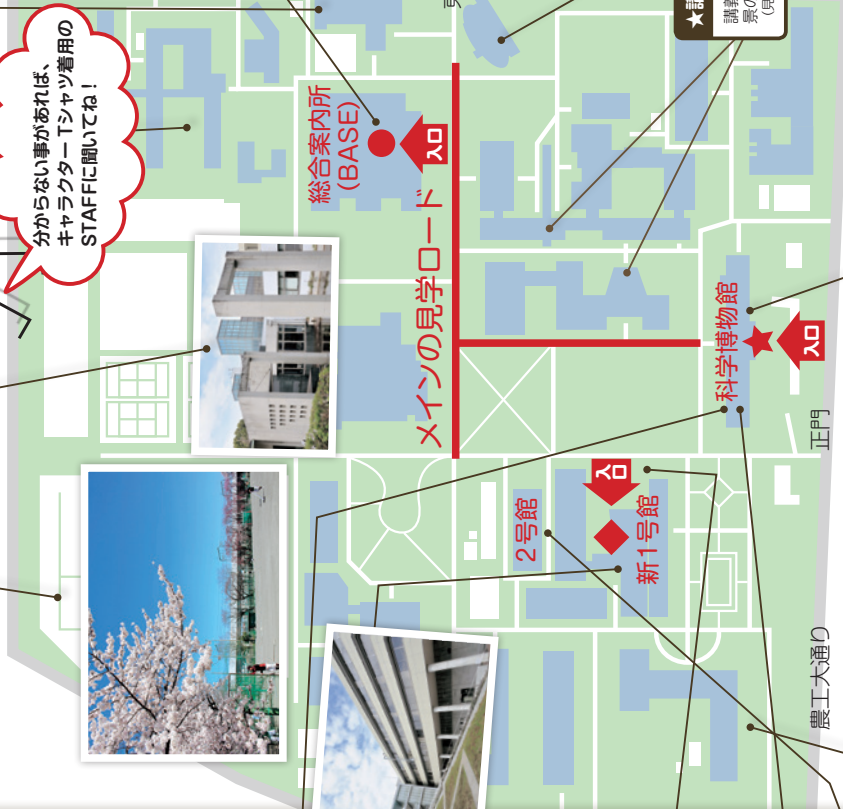 分からない事があれば、
キャラクターTシャツ着用の
STAFFに聞いてね!
総合案内所
(BASE)
入口
メインの見学ロード
科学博物館
入口
正門
2号館
入口
新1号館
農工大通り